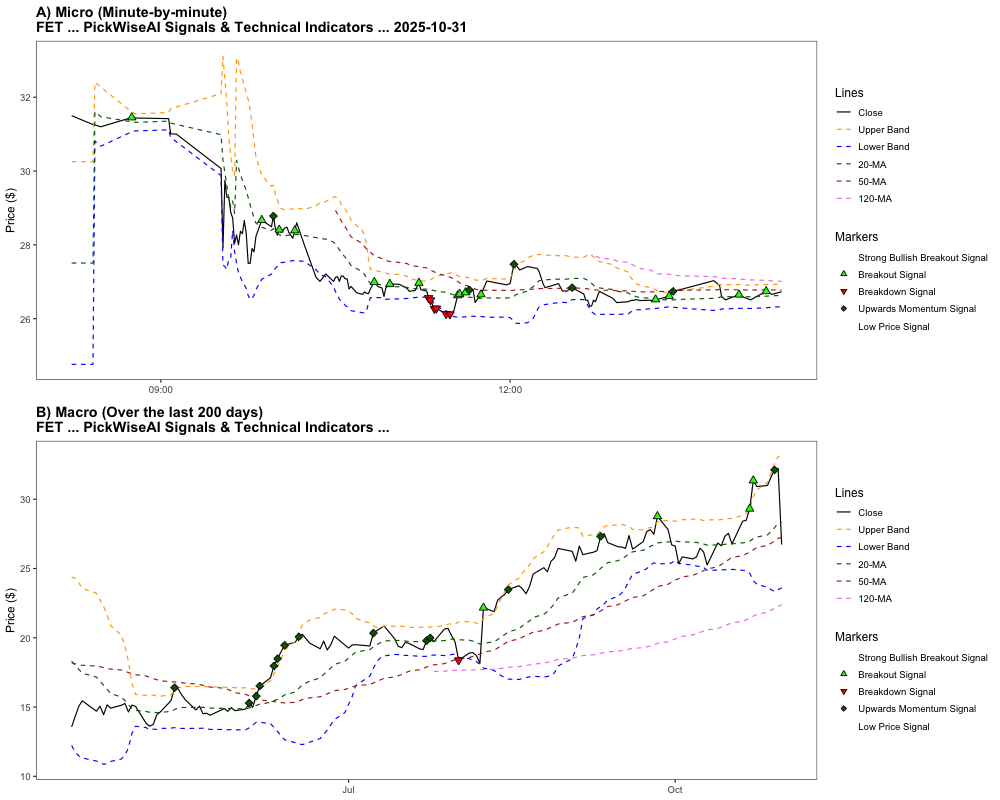 A) Micro (Minute-by-minute)
FET ... PickWiseAI Signals & Technical Indicators ... 2025-10-31
Price ($)
32
30
28
26
09:00
12:00
Lines
Close
Upper Band
Lower Band
20-MA
50-MA
120-MA
Markers
Strong Bullish Breakout Signal
Breakout Signal
Breakdown Signal
Upwards Momentum Signal
Low Price Signal
B) Macro (Over the last 200 days)
FET ... PickWiseAI Signals & Technical Indicators ...
Price ($)
30
25
20
15
10
Jul
Oct
Lines
Close
Upper Band
Lower Band
20-MA
50-MA
120-MA
Markers
Strong Bullish Breakout Signal
Breakout Signal
Breakdown Signal
Upwards Momentum Signal
Low Price Signal